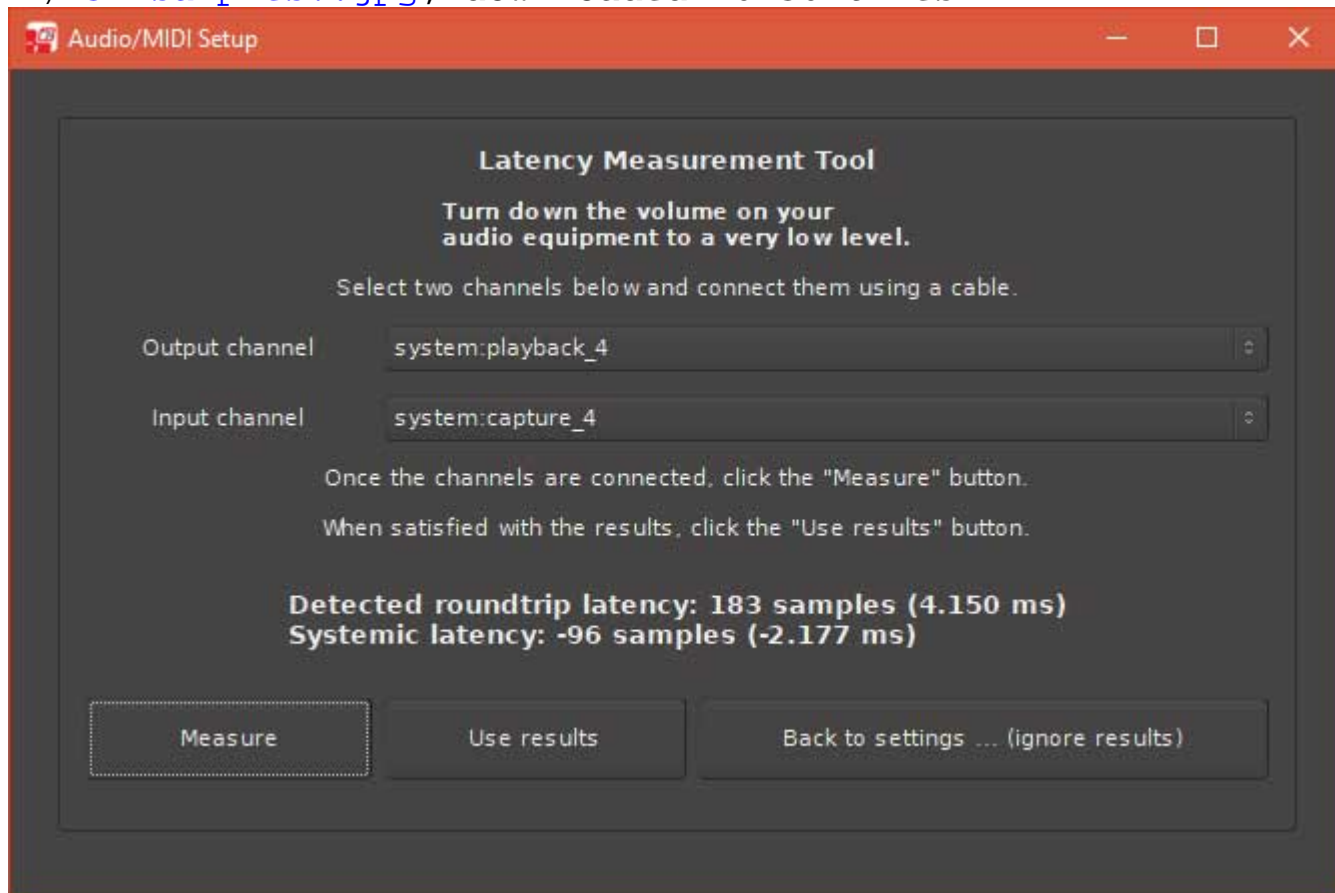 Audio/MIDI Setup
Latency Measurement Tool
Turn down the volume on your
audio equipment to a very low level.
Select two channels below and connect them using a cable.
Output channel system:playback_4
Input channel system:capture_4
Once the channels are connected, click the "Measure" button.
When satisfied with the results, click the "Use results" button.
Detected roundtrip latency: 183 samples (4.150 ms)
Systemic latency: -96 samples (-2.177 ms)
Measure Use results Back to settings ... (ignore results)